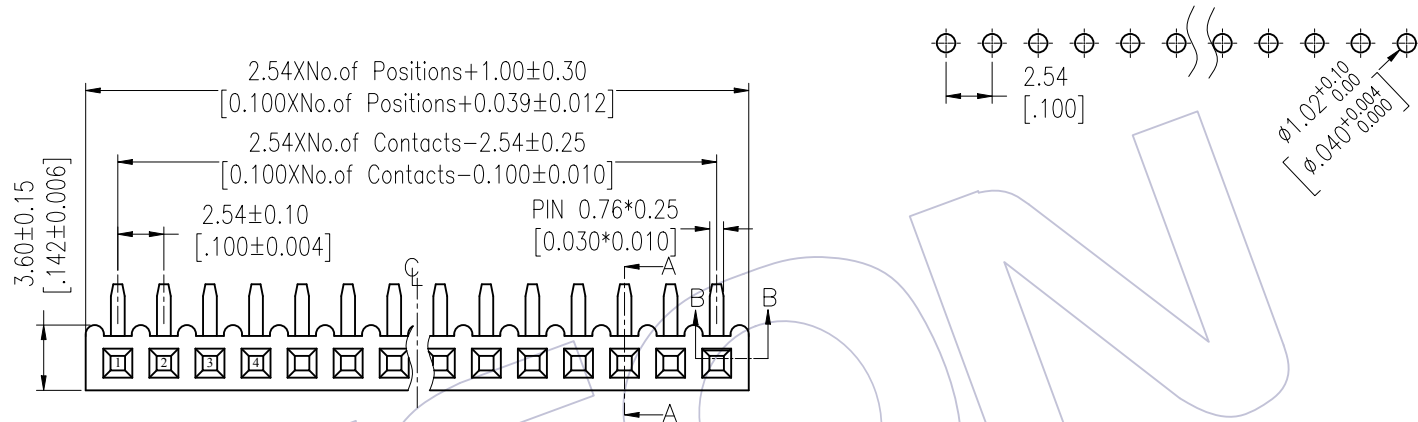 2.54XNo.of Positions+1.00±0.30
[0.100XNo.of Positions+0.039±0.012]
2.54XNo.of Contacts-2.54±0.25
[0.100XNo.of Contacts-0.100±0.010]
3.60±0.15
[.142±0.006]
2.54±0.10
[.100±0.004]
PIN 0.76*0.25
[0.030*0.010]
℄
A
B
B
1
2
3
4
A
2.54
[.100]
ø1.02+0.10
0.00
[ø.040+0.004
0.000]